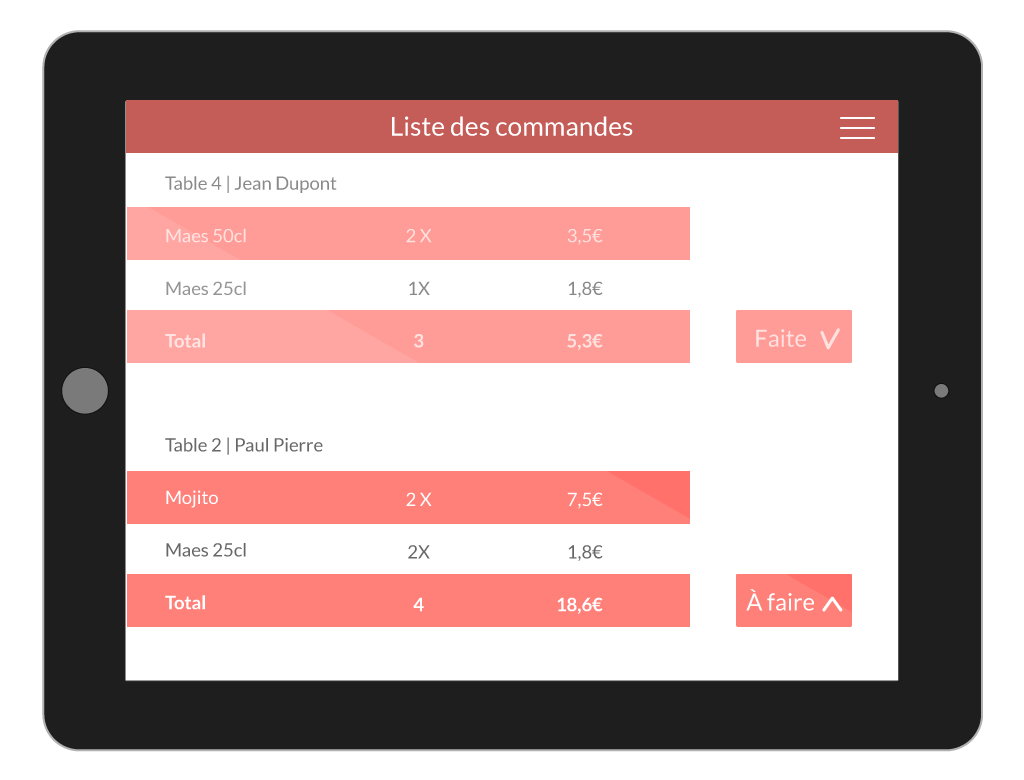 Liste des commandes
Table 4 | Jean Dupont
Maes 50cl 2 X 3,5€
Maes 25cl 1X 1,8€
Total 3 5,3€
Faite
Table 2 | Paul Pierre
Mojito 2 X 7,5€
Maes 25cl 2X 1,8€
Total 4 18,6€
À faire